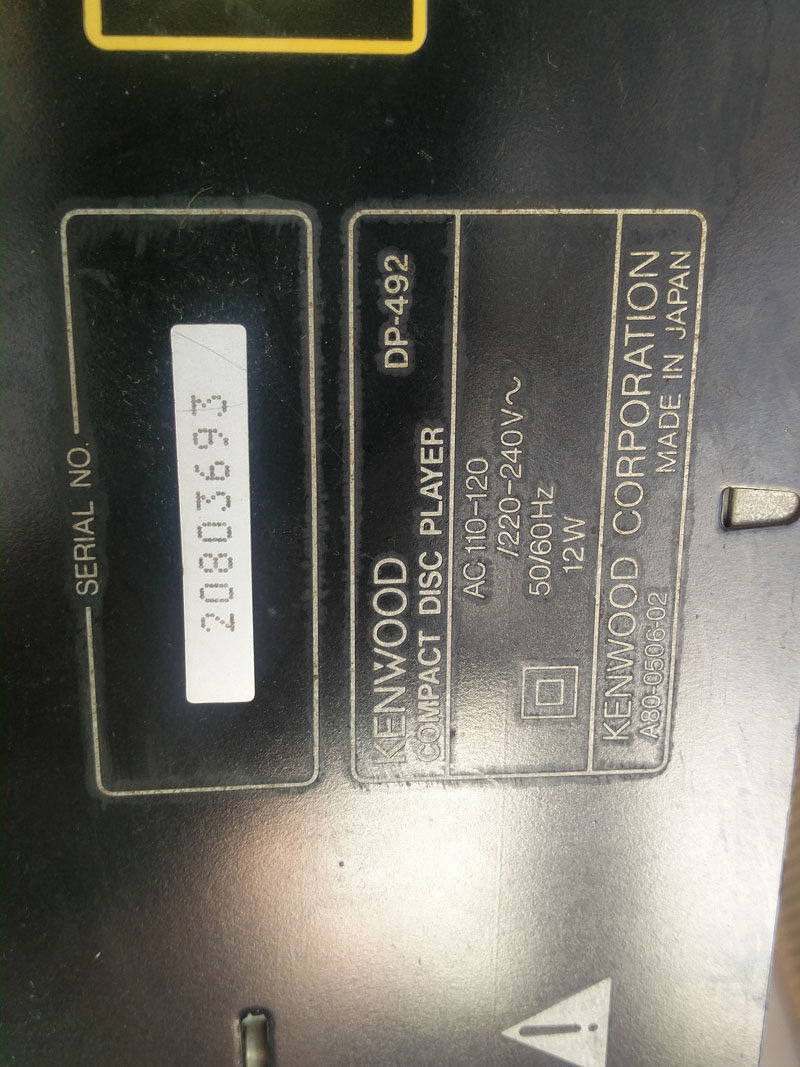 SERIAL NO.
20803693
KENWOOD
COMPACT DISC PLAYER DP-492
AC 110-120
/220-240V~
50/60Hz
12W
KENWOOD CORPORATION
A80-0506-02 MADE IN JAPAN